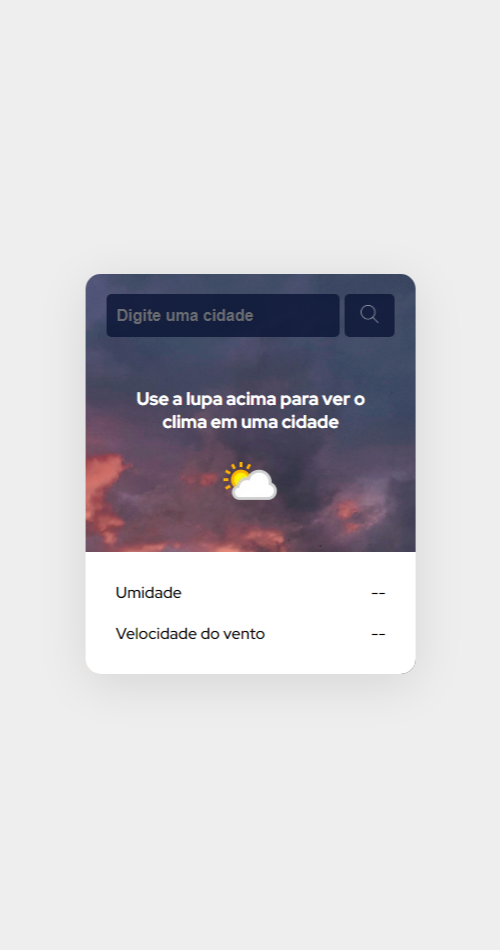 Digite uma cidade
Use a lupa acima para ver o
clima em uma cidade
Umidade --
Velocidade do vento --